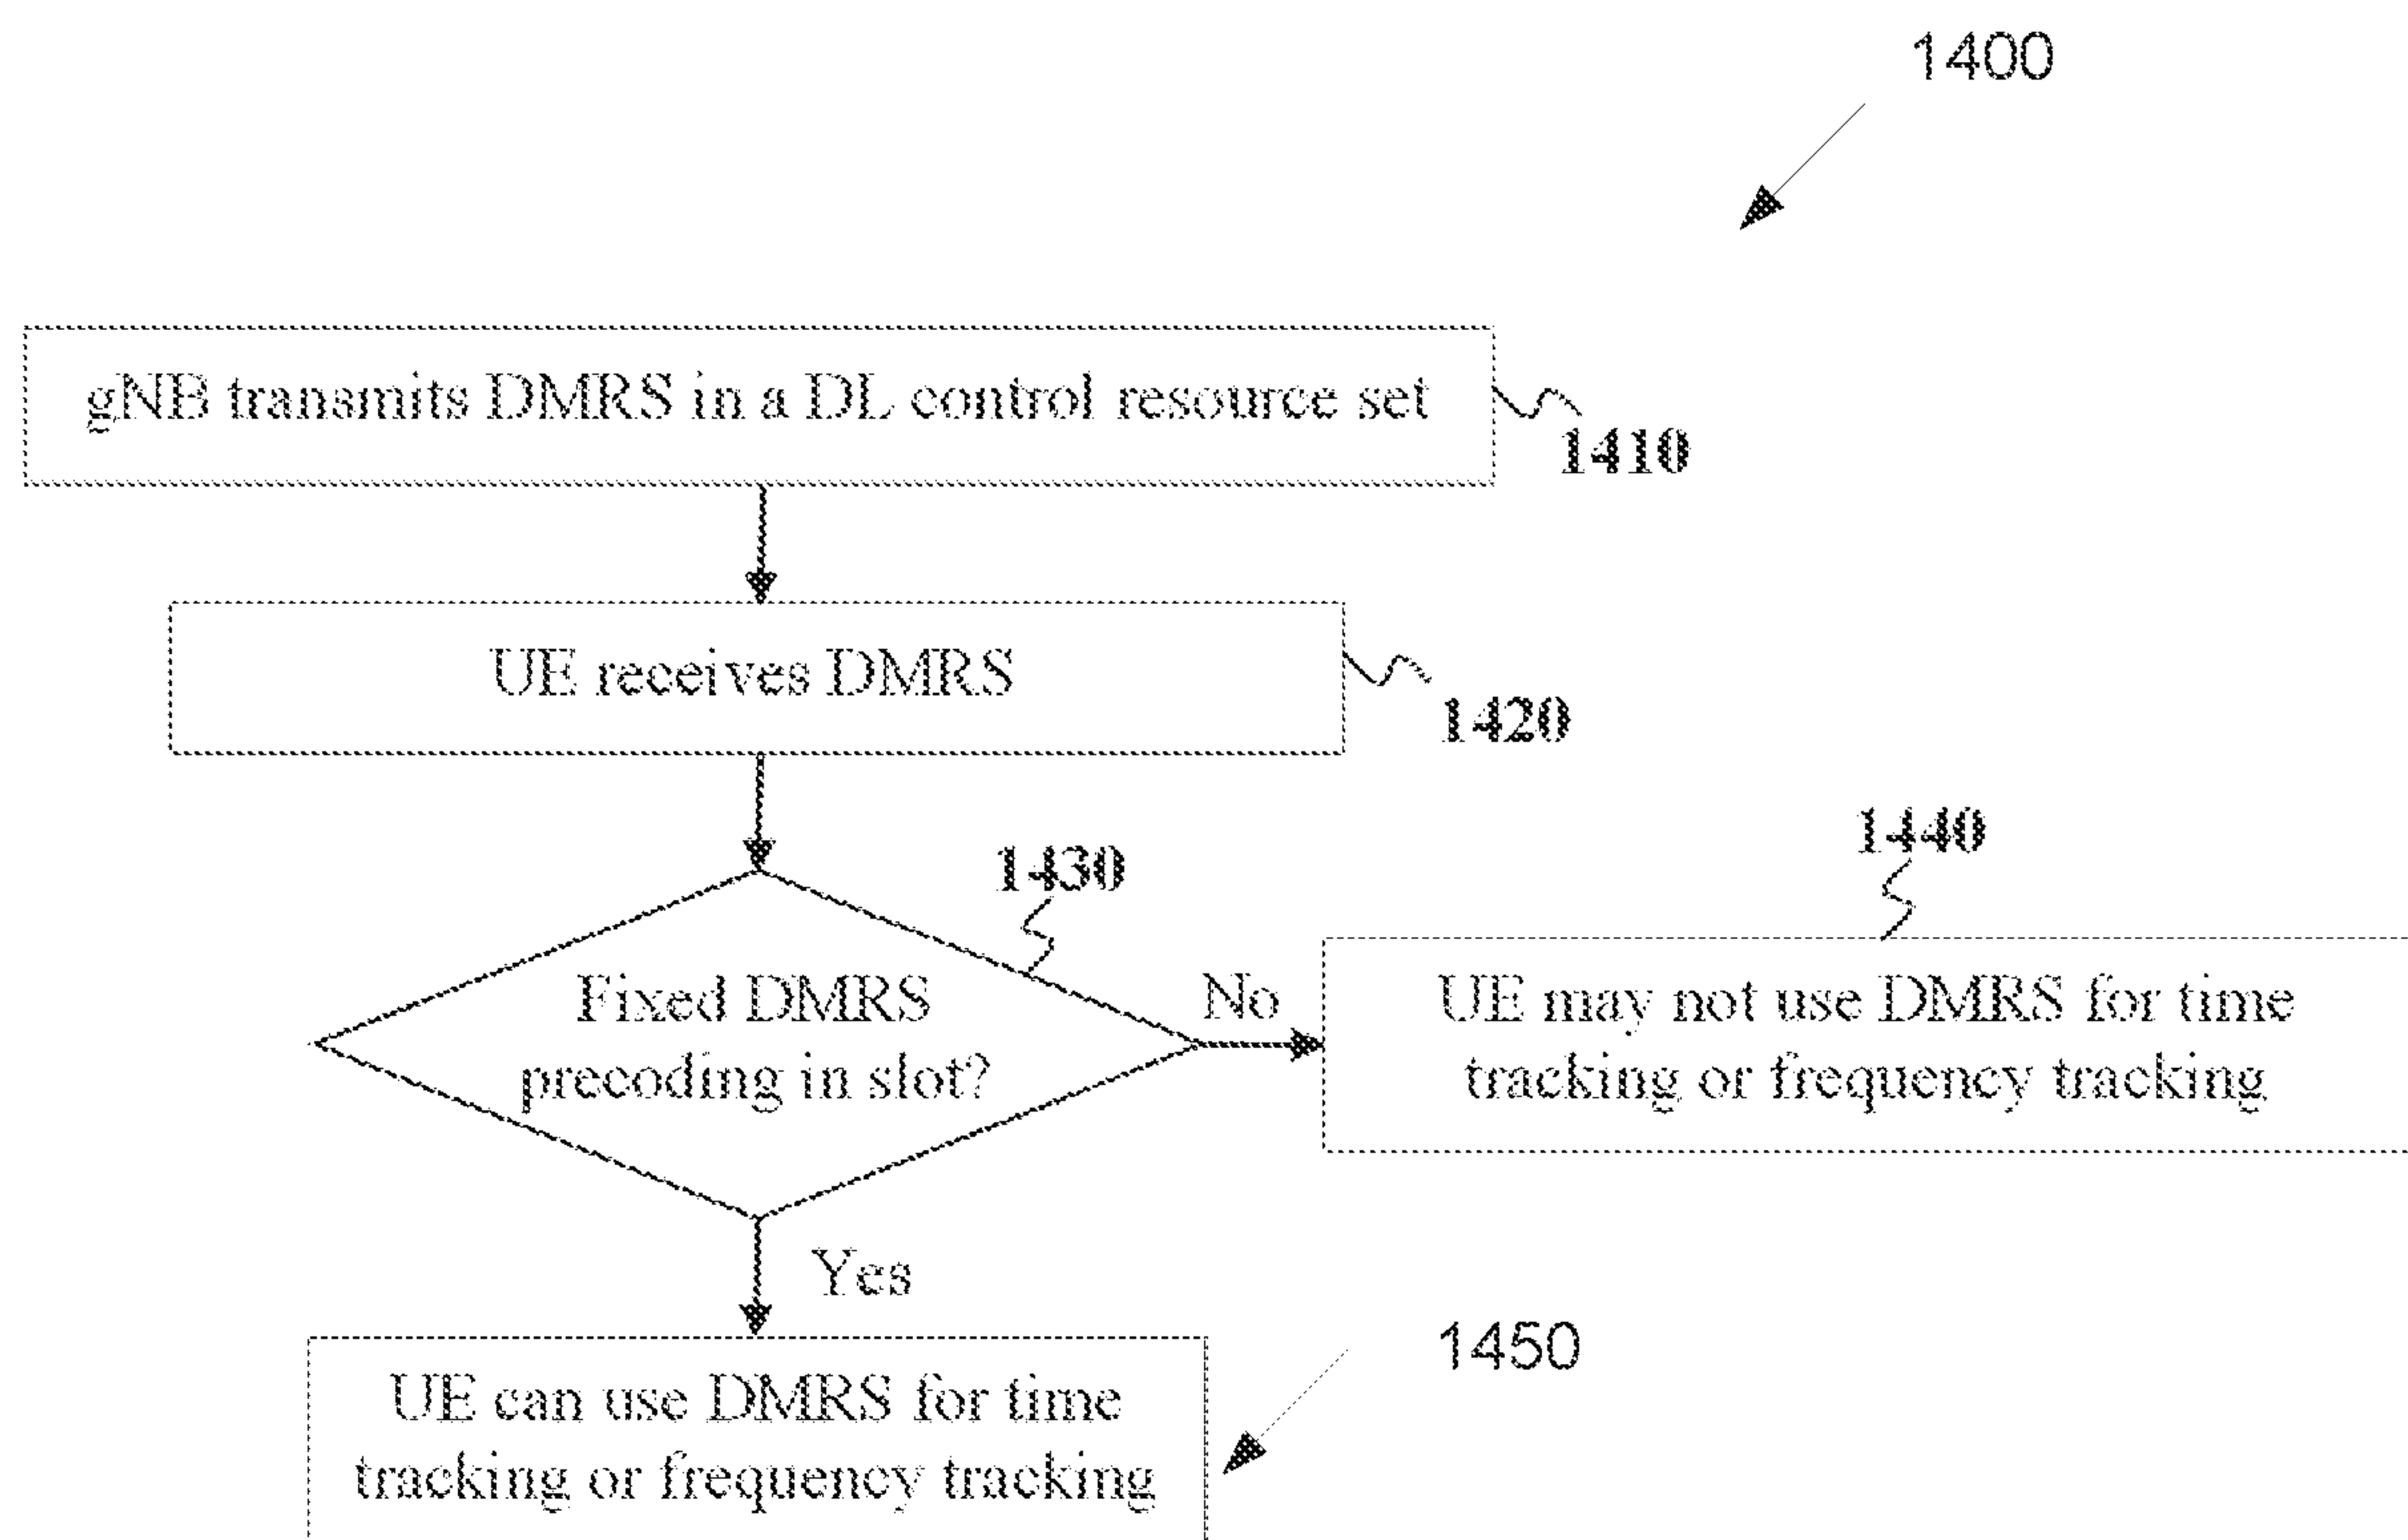 1400
gNB transmits DMRS in a DL control resource set
1410
UE receives DMRS
1420
1430
1440
Fixed DMRS
precoding in slot?
No
UE may not use DMRS for time
tracking or frequency tracking
Yes
1450
UE can use DMRS for time
tracking or frequency tracking